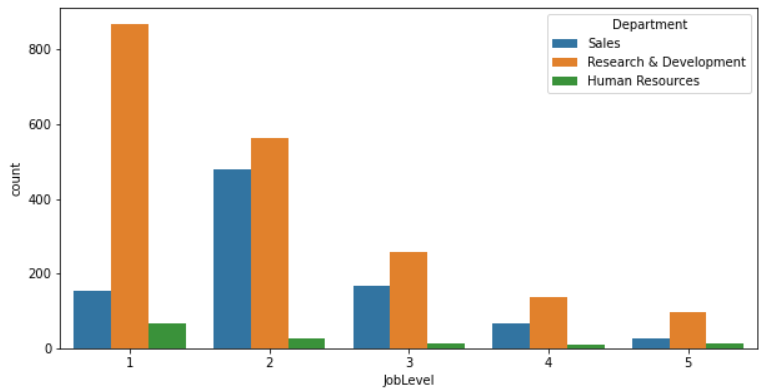 Department
Sales
Research & Development
Human Resources
800
600
400
200
0
count
1 2 3 4 5
JobLevel